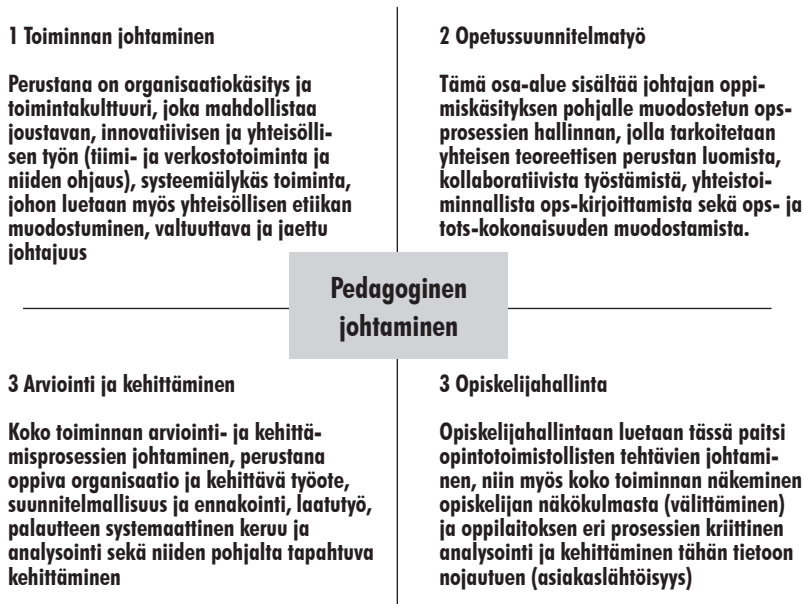 1 Toiminnan johtaminen
Perustana on organisaatiokäsitys ja
toimintakulttuuri, joka mahdollistaa
joustavan, innovatiivisen ja yhteisölli-
sen työn (tiimi- ja verkostotoiminta ja
niiden ohjaus), systeemiälykäs toiminta,
johon luetaan myös yhteisöllisen etiikan
muodostuminen, valtuuttava ja jaettu
johtajuus
2 Opetussuunnitelmatyö
Tämä osa-alue sisältää johtajan oppi-
miskäsityksen pohjalle muodostetun ops-
prosessien hallinnan, jolla tarkoitetaan
yhteisen teoreettisen perustan luomista,
kollaboratiivista työstämistä, yhteistoi-
minnallista ops-kirjoittamista sekä ops- ja
tots-kokonaisuuden muodostamista.
Pedagoginen
johtaminen
3 Arviointi ja kehittäminen
Koko toiminnan arviointi- ja kehittä-
misprosessien johtaminen, perustana
oppiva organisaatio ja kehittävä työote,
suunnitelmallisuus ja ennakointi, laatutyö,
palautteen systemaattinen keruu ja
analysointi sekä niiden pohjalta tapahtuva
kehittäminen
3 Opiskelijahallinta
Opiskelijahallintaan luetaan tässä paitsi
opintotoimistollisten tehtävien johtami-
nen, niin myös koko toiminnan näkeminen
opiskelijan näkökulmasta (välittäminen)
ja oppilaitoksen eri prosessien kriittinen
analysointi ja kehittäminen tähän tietoon
nojautuen (asiakaslähtöisyys)